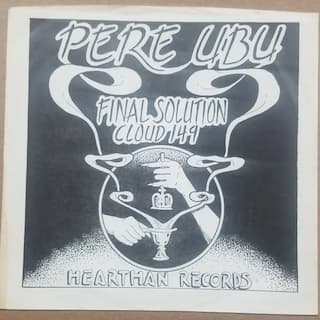 PERE UBU
FINAL SOLUTION
CLOUD 149
HEARTHAN RECORDS